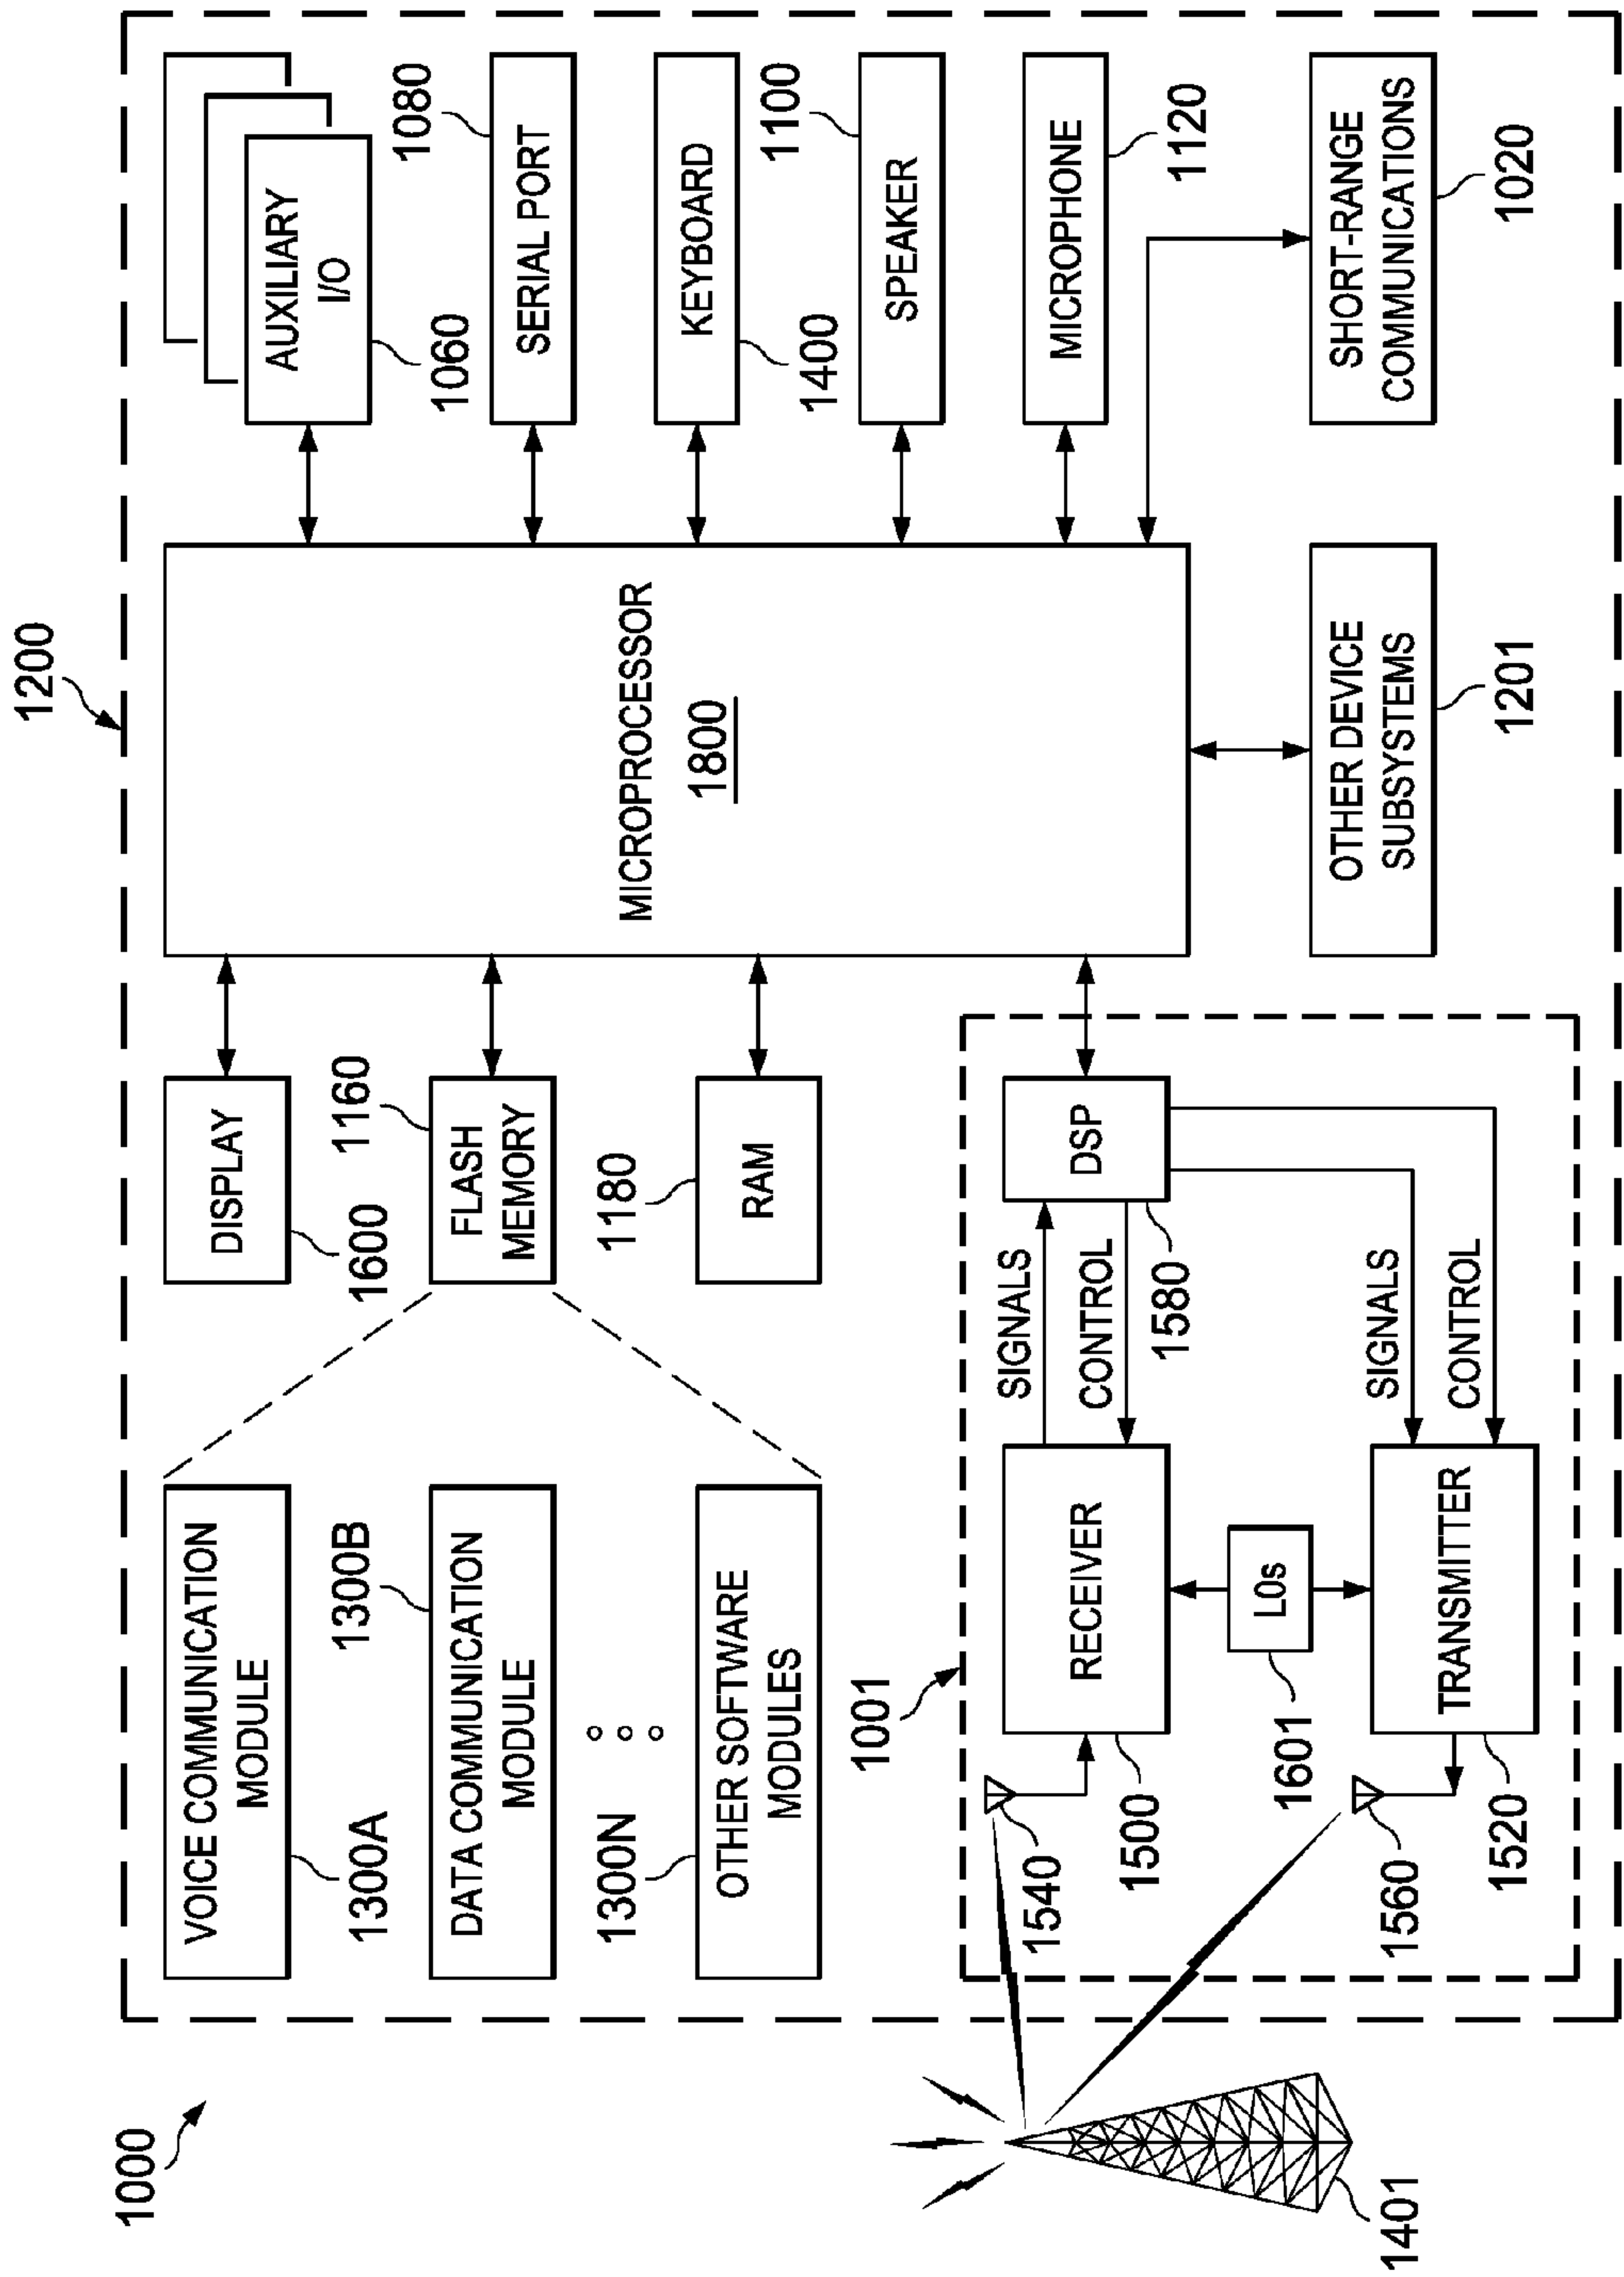 1000
1200
VOICE COMMUNICATION
MODULE
1300A
DISPLAY
1600
MICROPROCESSOR
1800
AUXILIARY
I/O
1060
1300B
DATA COMMUNICATION
MODULE
1160
FLASH
MEMORY
1080
SERIAL PORT
1300N
OTHER SOFTWARE
MODULES
1180
RAM
KEYBOARD
1400
1100
SPEAKER
1001
1540
RECEIVER
1500
SIGNALS
CONTROL
DSP
1580
MICROPHONE
1120
L0s
1601
1560
TRANSMITTER
1520
SIGNALS
CONTROL
OTHER DEVICE
SUBSYSTEMS
1201
SHORT-RANGE
COMMUNICATIONS
1020
1401